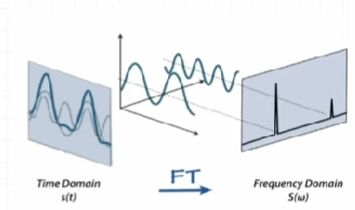 Time Domain
s(t)
FT
Frequency Domain
S(ω)